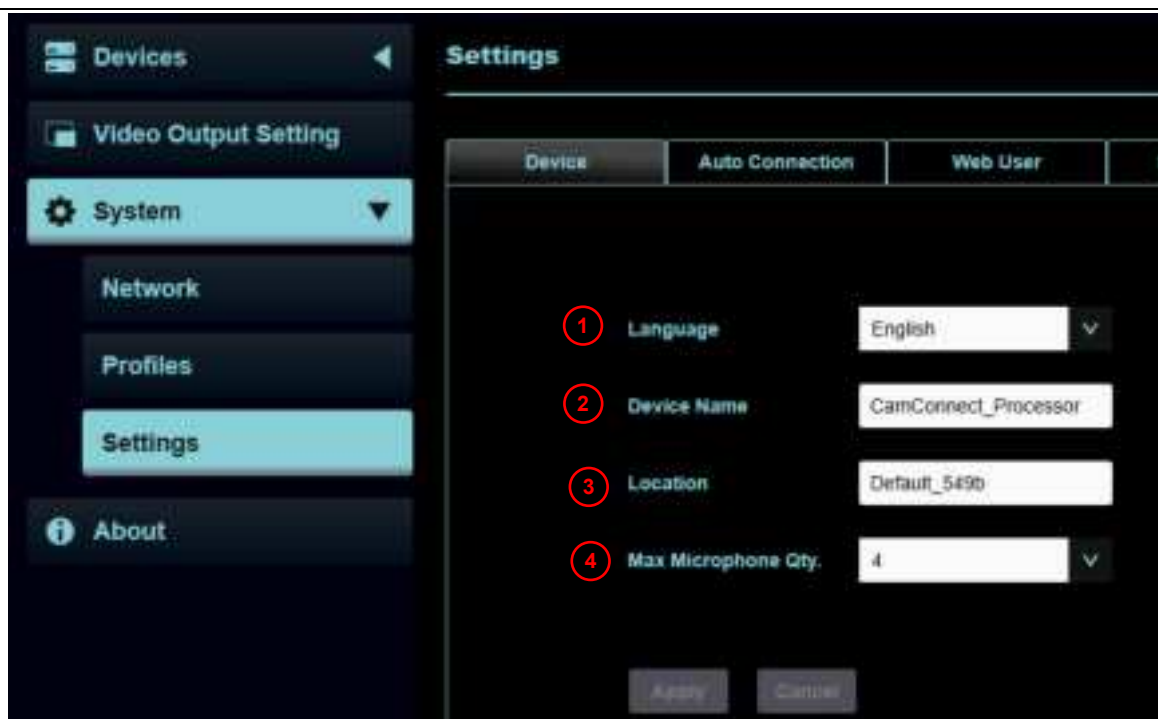 Devices
Video Output Setting
System
Network
Profiles
Settings
About
Settings
Device Auto Connection Web User
1 Language English
2 Device Name CamConnect_Processor
3 Location Default_549b
4 Max Microphone Qty. 4
Apply Cancel